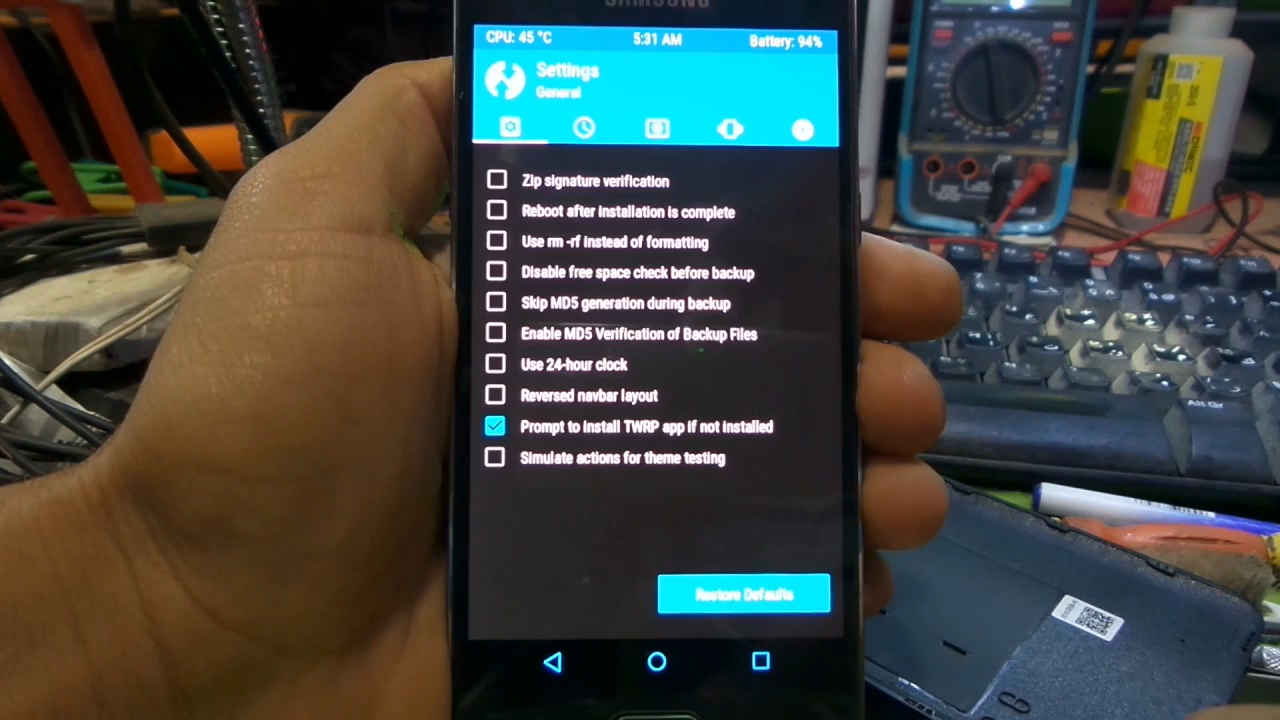 SAMSUNG
CPU: 45 °C 5:31 AM Battery: 94%
Settings
General
Zip signature verification
Reboot after installation is complete
Use rm -rf instead of formatting
Disable free space check before backup
Skip MD5 generation during backup
Enable MD5 Verification of Backup Files
Use 24-hour clock
Reversed navbar layout
Prompt to install TWRP app if not installed
Simulate actions for theme testing
Restore Defaults
Alt Gr